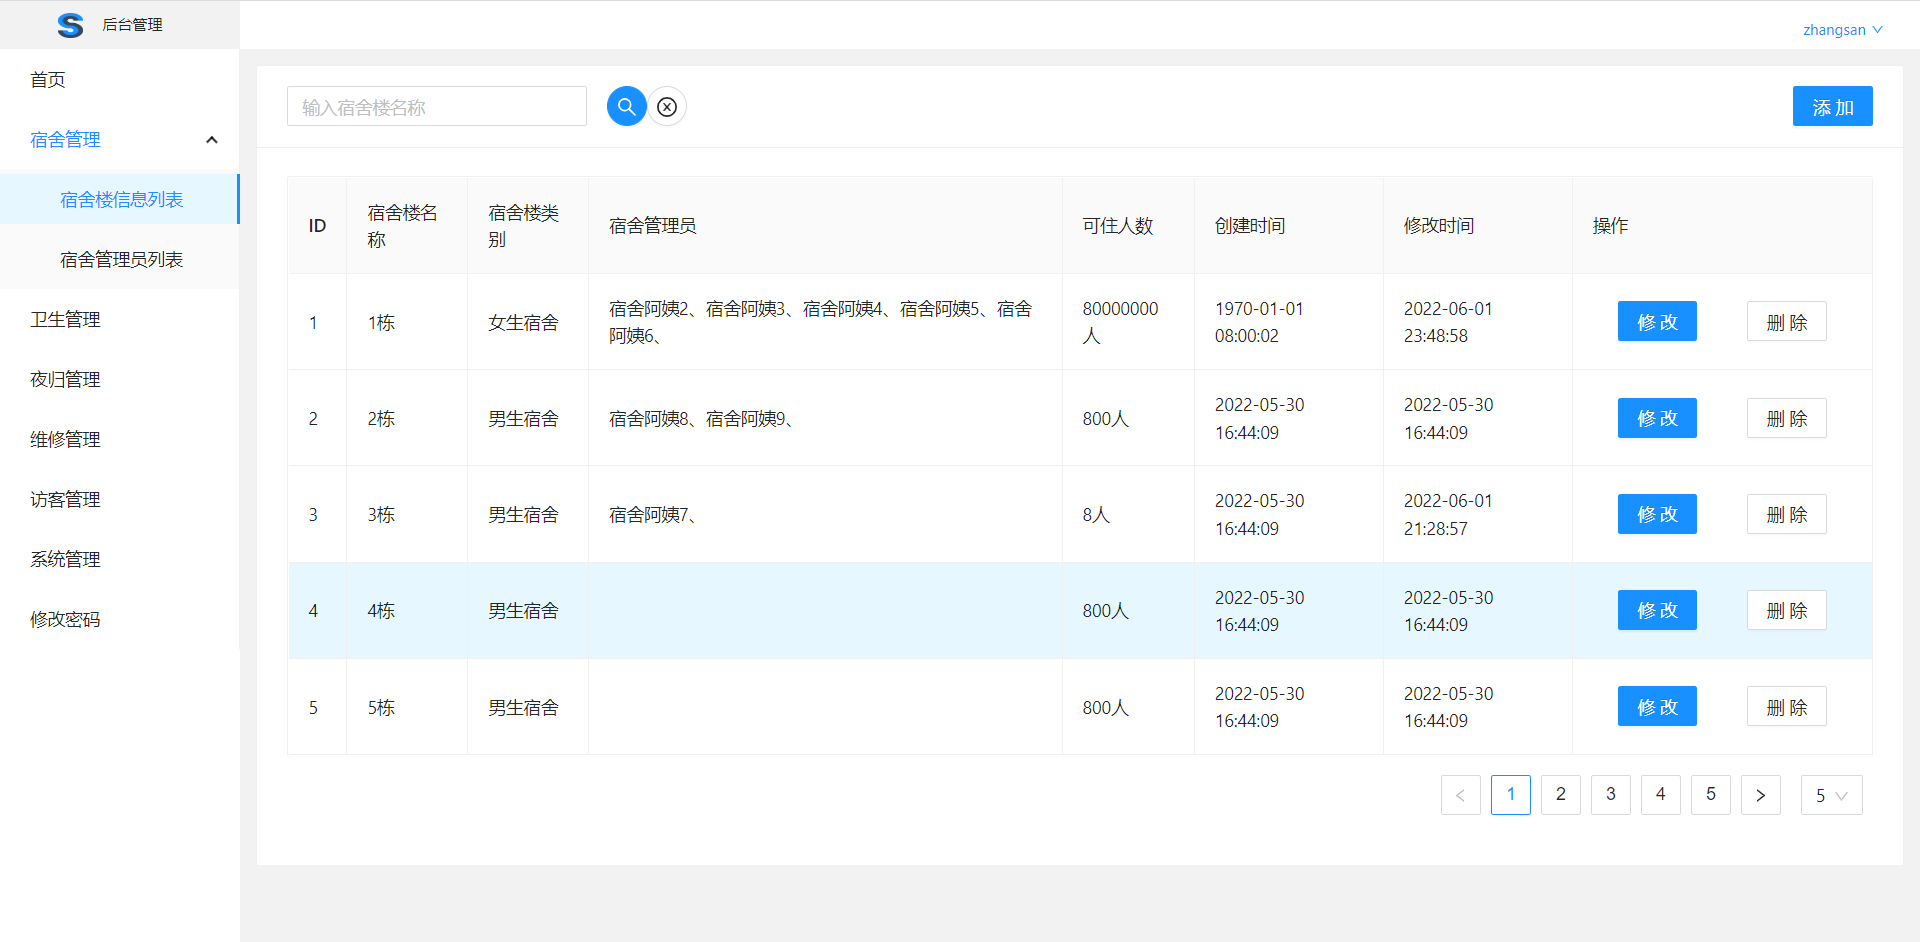 后台管理
zhangsan
首页
宿舍管理
宿舍楼信息列表
宿舍管理员列表
卫生管理
夜归管理
维修管理
访客管理
系统管理
修改密码
输入宿舍楼名称
添 加
ID
宿舍楼名
称
宿舍楼类
别
宿舍管理员
可住人数
创建时间
修改时间
操作
1
1栋
女生宿舍
宿舍阿姨2、宿舍阿姨3、宿舍阿姨4、宿舍阿姨5、宿舍
阿姨6、
80000000
人
1970-01-01
08:00:02
2022-06-01
23:48:58
修 改
删 除
2
2栋
男生宿舍
宿舍阿姨8、宿舍阿姨9、
800人
2022-05-30
16:44:09
2022-05-30
16:44:09
修 改
删 除
3
3栋
男生宿舍
宿舍阿姨7、
8人
2022-05-30
16:44:09
2022-06-01
21:28:57
修 改
删 除
4
4栋
男生宿舍
800人
2022-05-30
16:44:09
2022-05-30
16:44:09
修 改
删 除
5
5栋
男生宿舍
800人
2022-05-30
16:44:09
2022-05-30
16:44:09
修 改
删 除
< 1 2 3 4 5 > 5